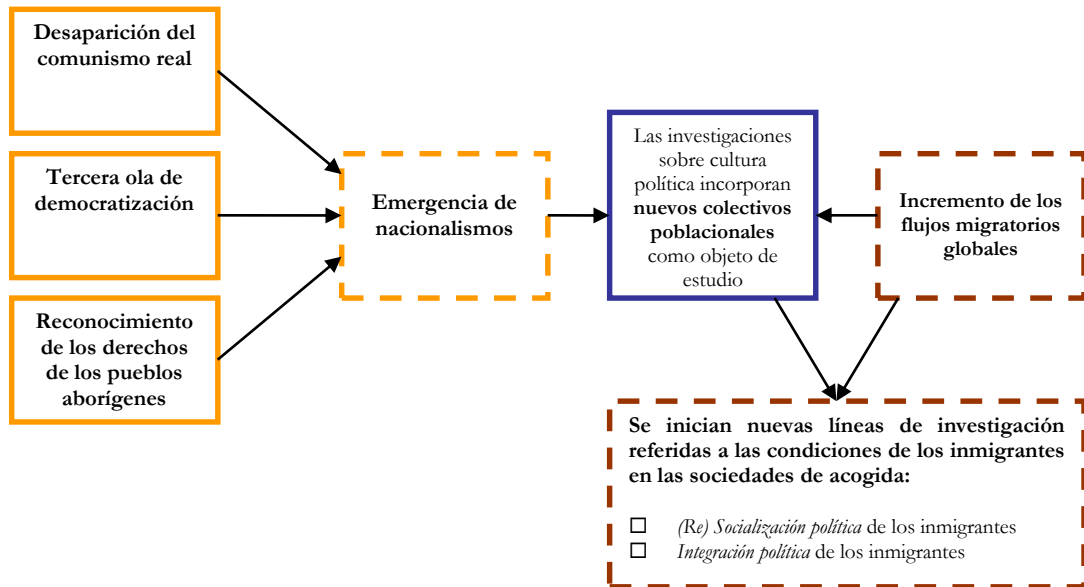 Desaparición del
comunismo real
Tercera ola de
democratización
Reconocimiento
de los derechos
de los pueblos
aborígenes
Emergencia de
nacionalismos
Las investigaciones
sobre cultura
política incorporan
nuevos colectivos
poblacionales
como objeto de
estudio
Incremento de los
flujos migratorios
globales
Se inician nuevas líneas de investigación
referidas a las condiciones de los inmigrantes
en las sociedades de acogida:
(Re) Socialización política de los inmigrantes
Integración política de los inmigrantes